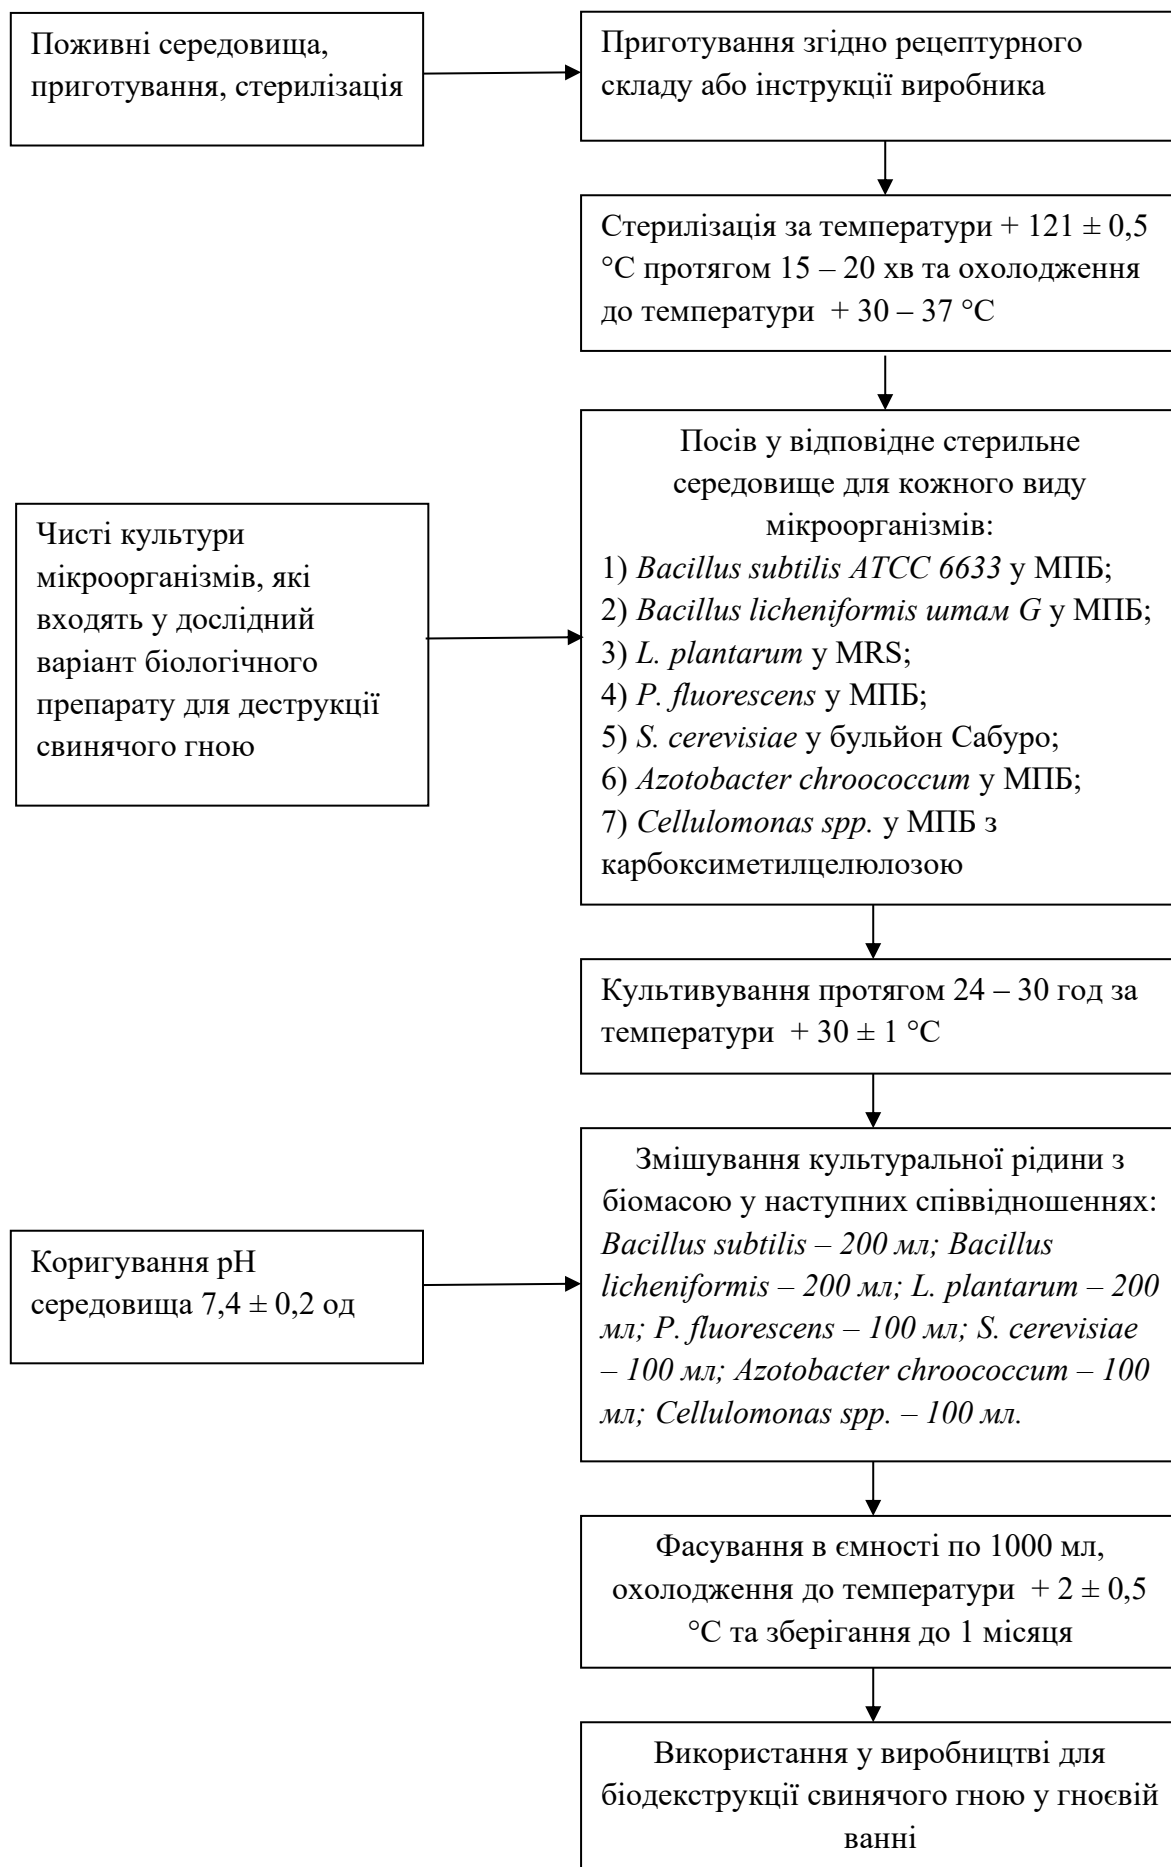 Поживні середовища,
приготування, стерилізація
Приготування згідно рецептурного
складу або інструкції виробника
Стерилізація за температури + 121 ± 0,5
°С протягом 15 – 20 хв та охолодження
до температури + 30 – 37 °С
Чисті культури
мікроорганізмів, які
входять у дослідний
варіант біологічного
препарату для деструкції
свинячого гною
Посів у відповідне стерильне
середовище для кожного виду
мікроорганізмів:
1) Bacillus subtilis ATCC 6633 у МПБ;
2) Bacillus licheniformis штам G у МПБ;
3) L. plantarum у MRS;
4) P. fluorescens у МПБ;
5) S. cerevisiae у бульйон Сабуро;
6) Azotobacter chroococcum у МПБ;
7) Cellulomonas spp. у МПБ з
карбоксиметилцелюлозою
Культивування протягом 24 – 30 год за
температури + 30 ± 1 °С
Коригування рН
середовища 7,4 ± 0,2 од
Змішування культуральної рідини з
біомасою у наступних співвідношеннях:
Bacillus subtilis – 200 мл; Bacillus
licheniformis – 200 мл; L. plantarum – 200
мл; P. fluorescens – 100 мл; S. cerevisiae
– 100 мл; Azotobacter chroococcum – 100
мл; Cellulomonas spp. – 100 мл.
Фасування в ємності по 1000 мл,
охолодження до температури + 2 ± 0,5
°С та зберігання до 1 місяця
Використання у виробництві для
біодекструкції свинячого гною у гноєвій
ванні